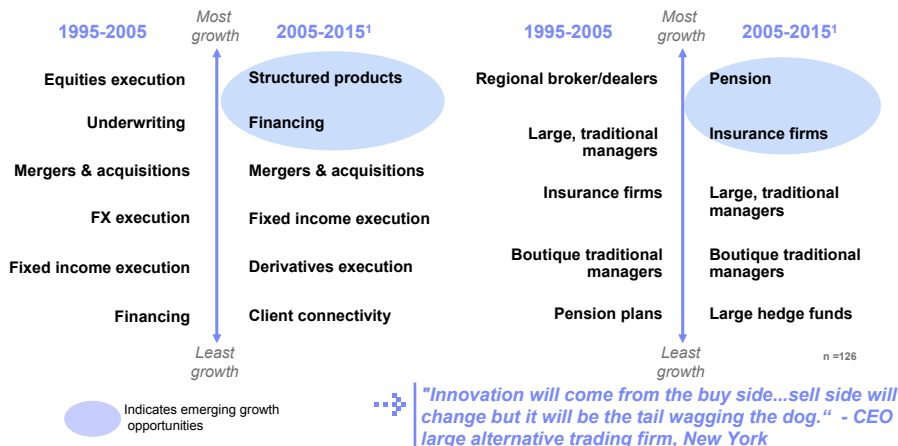 Most
growth
1995-2005
2005-2015¹
Equities execution
Structured products
Underwriting
Financing
Mergers & acquisitions
Mergers & acquisitions
FX execution
Fixed income execution
Fixed income execution
Derivatives execution
Financing
Client connectivity
Least
growth
Most
growth
1995-2005
2005-2015¹
Regional broker/dealers
Pension
Large, traditional
managers
Insurance firms
Insurance firms
Large, traditional
managers
Boutique traditional
managers
Boutique traditional
managers
Pension plans
Large hedge funds
Least
growth
n =126
Indicates emerging growth
opportunities
"Innovation will come from the buy side...sell side will
change but it will be the tail wagging the dog.“ - CEO
large alternative trading firm, New York